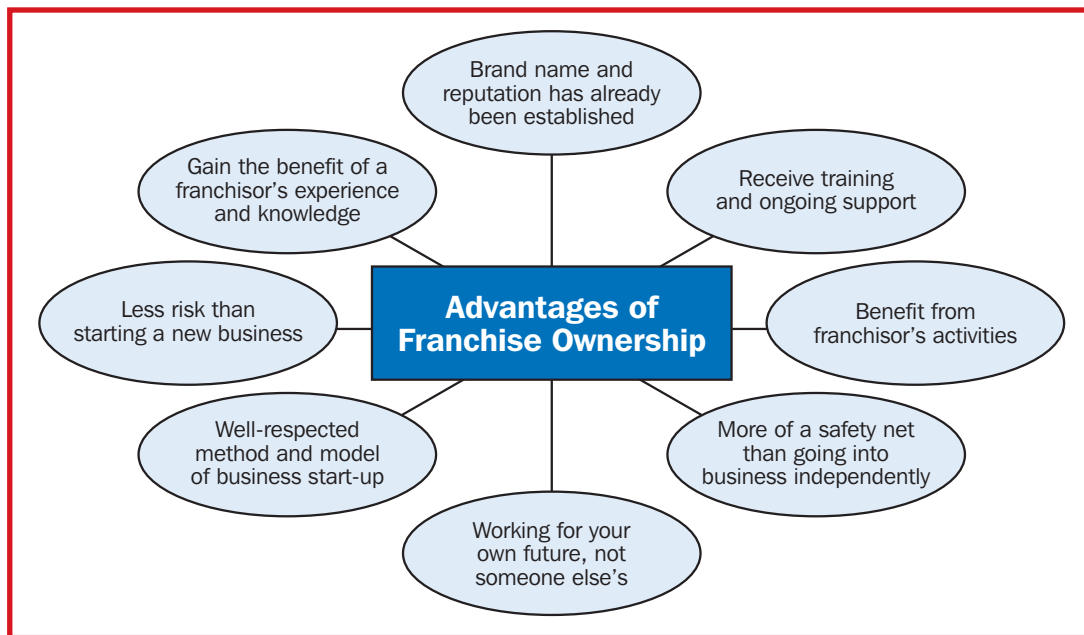 Brand name and
reputation has already
been established
Gain the benefit of a
franchisor's experience
and knowledge
Receive training
and ongoing support
Less risk than
starting a new business
Advantages of
Franchise Ownership
Benefit from
franchisor's activities
Well-respected
method and model
of business start-up
More of a safety net
than going into
business independently
Working for your
own future, not
someone else's